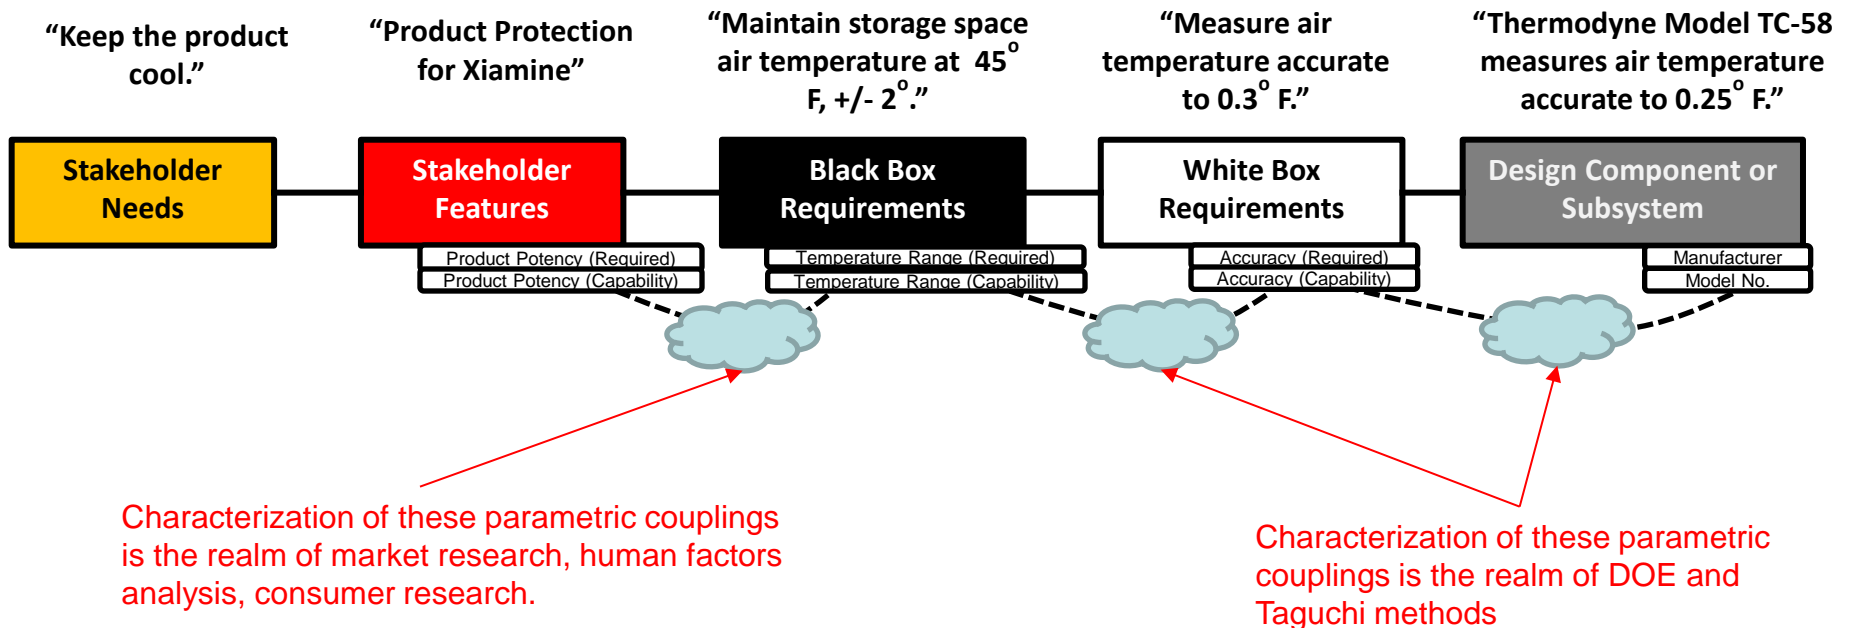 “Keep the product
cool.”
“Product Protection
for Xiamine”
“Maintain storage space
air temperature at 45°
F, +/- 2°.”
“Measure air
temperature accurate
to 0.3° F.”
“Thermodyne Model TC-58
measures air temperature
accurate to 0.25° F.”
Stakeholder
Needs
Stakeholder
Features
Black Box
Requirements
White Box
Requirements
Design Component or
Subsystem
Product Potency (Required)
Product Potency (Capability)
Temperature Range (Required)
Temperature Range (Capability)
Accuracy (Required)
Accuracy (Capability)
Manufacturer
Model No.
Characterization of these parametric couplings
is the realm of market research, human factors
analysis, consumer research.
Characterization of these parametric
couplings is the realm of DOE and
Taguchi methods